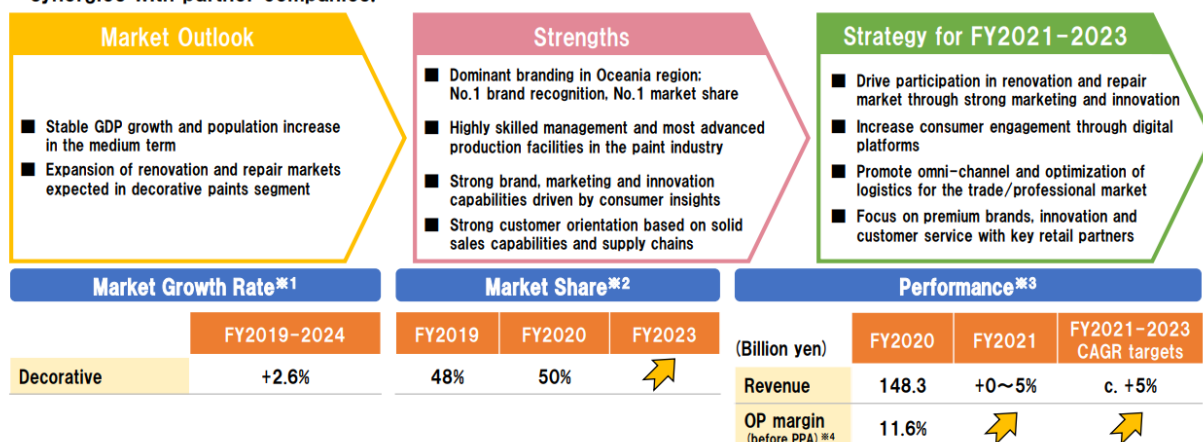 synergies with partner companies.
Market Outlook
■ Stable GDP growth and population increase
in the medium term
■ Expansion of renovation and repair markets
expected in decorative paints segment
Strengths
■ Dominant branding in Oceania region:
No.1 brand recognition, No.1 market share
■ Highly skilled management and most advanced
production facilities in the paint industry
■ Strong brand, marketing and innovation
capabilities driven by consumer insights
■ Strong customer orientation based on solid
sales capabilities and supply chains
Strategy for FY2021-2023
■ Drive participation in renovation and repair
market through strong marketing and innovation
■ Increase consumer engagement through digital
platforms
■ Promote omni-channel and optimization of
logistics for the trade/professional market
■ Focus on premium brands, innovation and
customer service with key retail partners
Market Growth Rate※1
FY2019-2024
Decorative +2.6%
Market Share※2
FY2019 FY2020 FY2023
48% 50%
Performance※3
(Billion yen) FY2020 FY2021 FY2021-2023
CAGR targets
Revenue 148.3 +0～5% c. +5%
OP margin 11.6%
(before PPA)※4